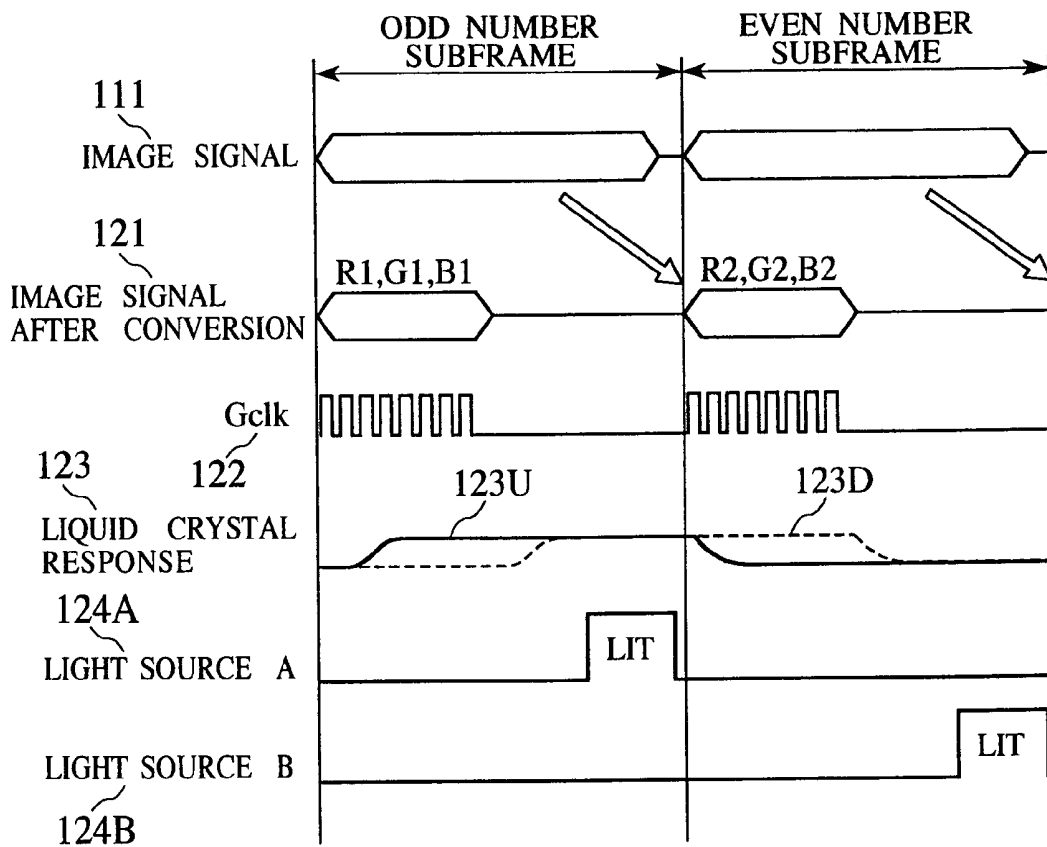 ODD NUMBER
SUBFRAME
EVEN NUMBER
SUBFRAME
111
IMAGE SIGNAL
121
IMAGE SIGNAL
AFTER CONVERSION
R1,G1,B1
R2,G2,B2
Gclk
122
123
LIQUID CRYSTAL
RESPONSE
123U
123D
124A
LIGHT SOURCE A
LIT
LIGHT SOURCE B
LIT
124B